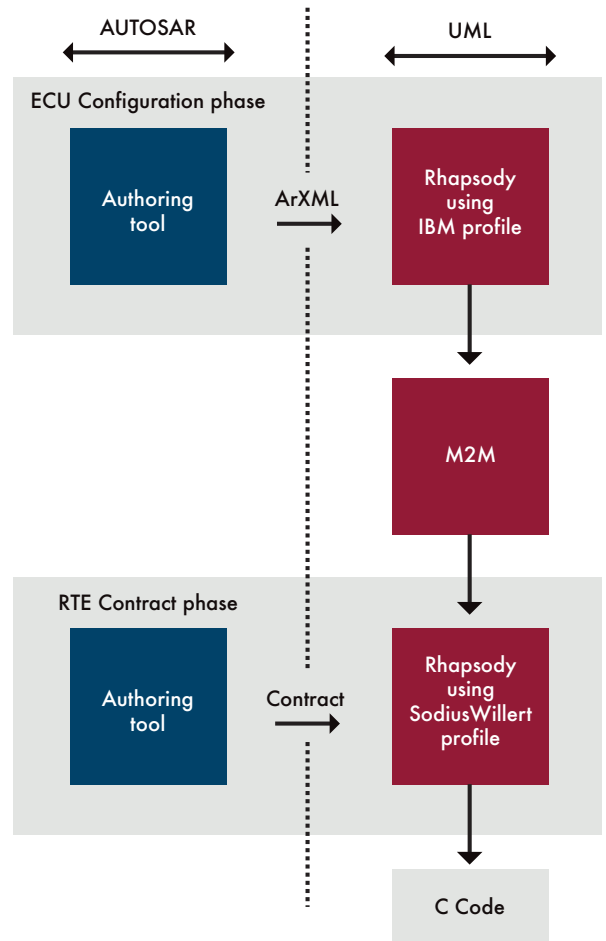 AUTOSAR
UML
ECU Configuration phase
Authoring
tool
ArXML
Rhapsody
using
IBM profile
M2M
RTE Contract phase
Authoring
tool
Contract
Rhapsody
using
SodiusWillert
profile
C Code